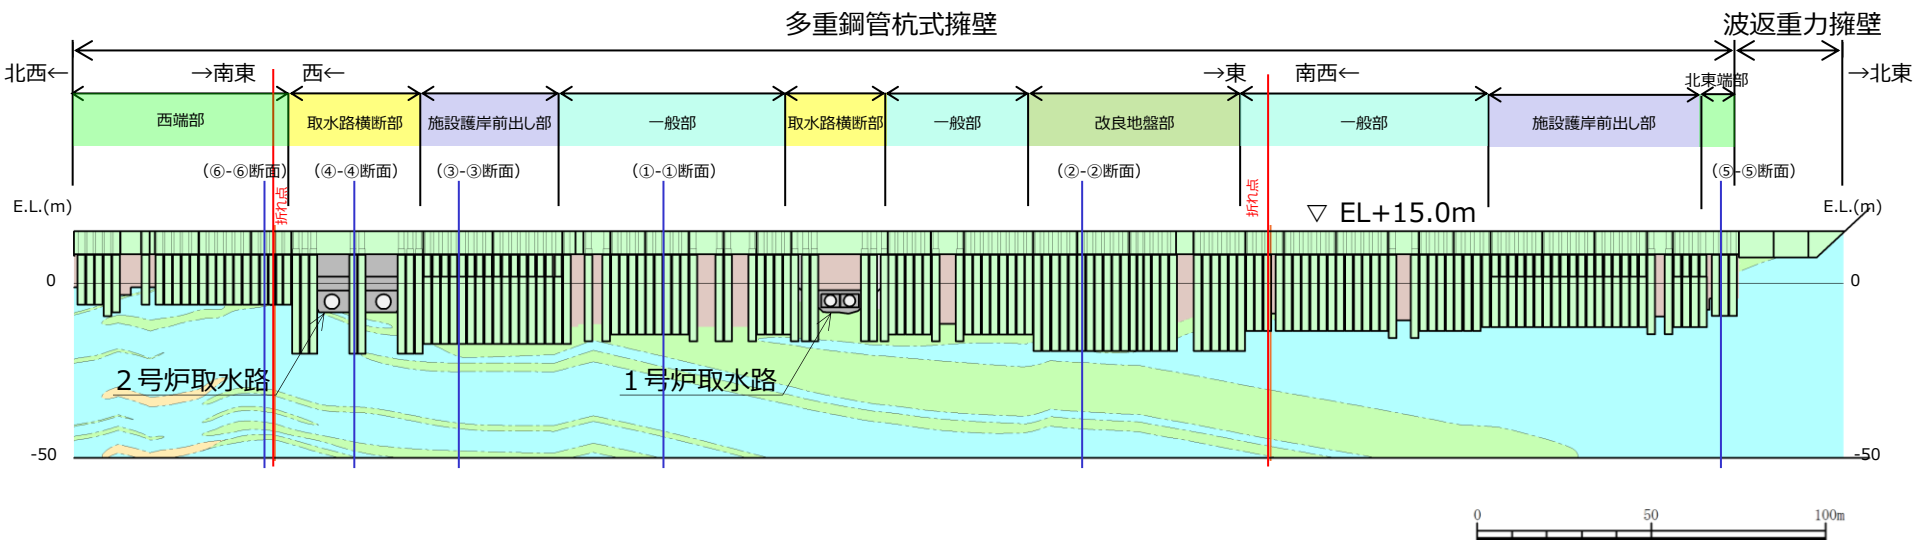 多重鋼管杭式擁壁
波返重力擁壁
北西←
→南東
西←
→東
南西←
北東端部
→北東
西端部
取水路横断部
施設護岸前出し部
一般部
取水路横断部
一般部
改良地盤部
一般部
施設護岸前出し部
(⑥-⑥断面)
(④-④断面)
(③-③断面)
(①-①断面)
(②-②断面)
(⑤-⑤断面)
折れ点
折れ点
E.L.(m)
▽ EL+15.0m
E.L.(m)
0
0
2号炉取水路
1号炉取水路
-50
-50
0
50
100m